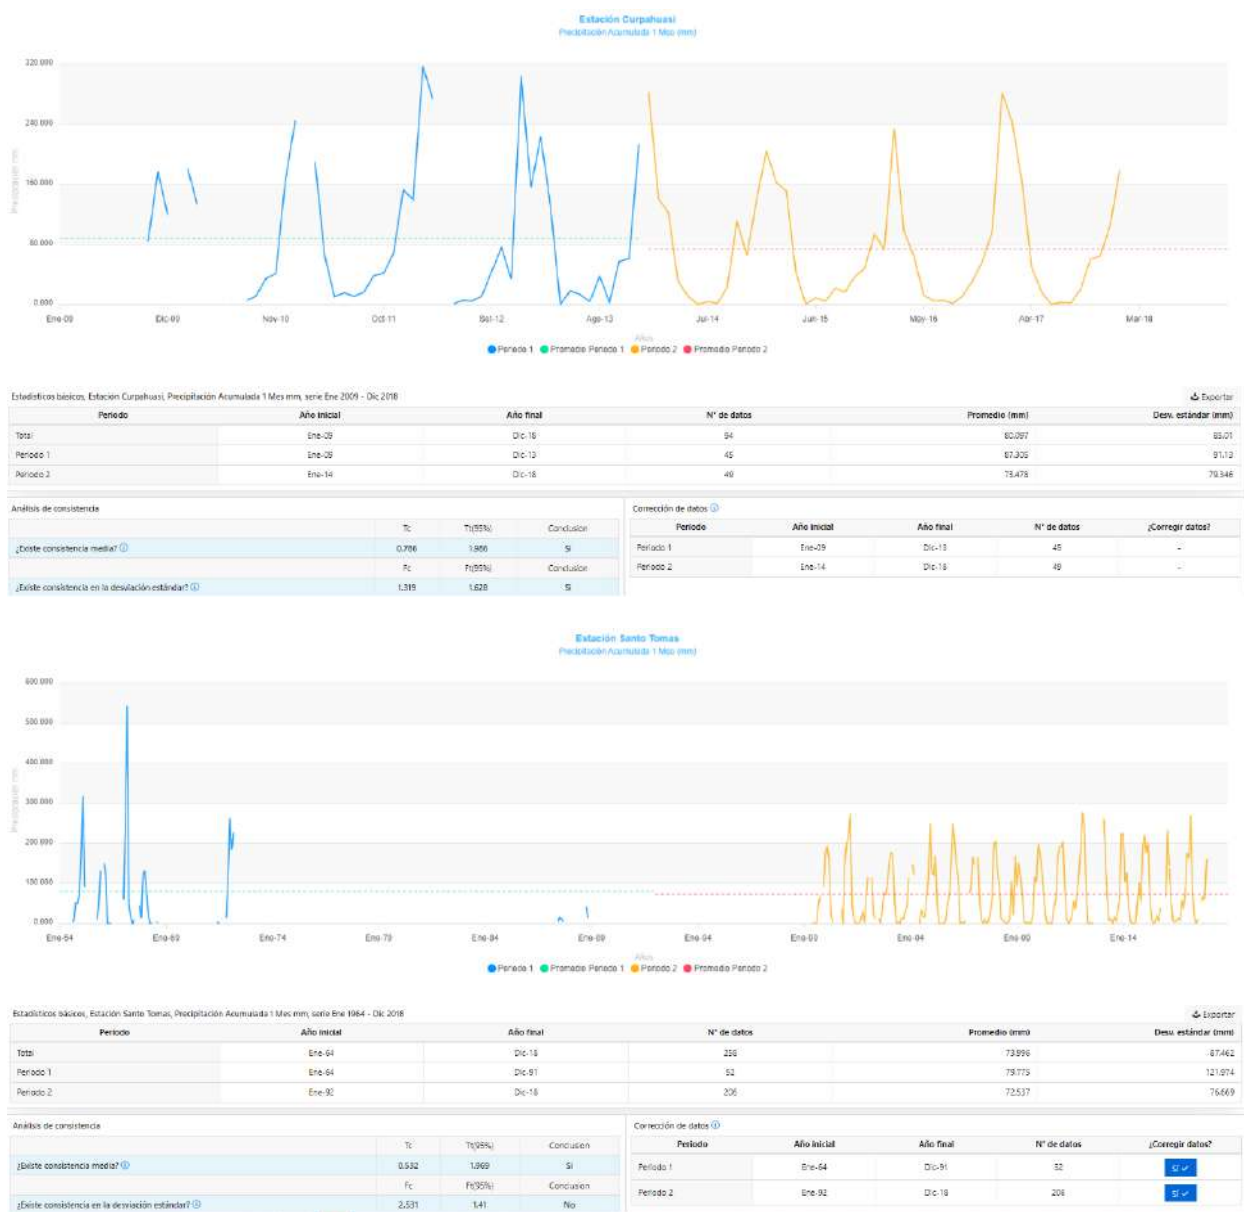 Estación Curpahuasi
Precipitación Acumulada 1 Mes (mm)
320.000
240.000
160.000
80.000
0.000
Precipitación mm
Ene-09 Dic-09 Nov-10 Oct-11 Set-12 Ago-13 Jul-14 Jun-15 May-16 Abr-17 Mar-18
Años
Periodo 1 Promedio Periodo 1 Periodo 2 Promedio Periodo 2
Estadísticos básicos, Estación Curpahuasi, Precipitación Acumulada 1 Mes mm, serie Ene 2009 - Dic 2018
Exportar
Periodo Año inicial Año final N° de datos Promedio (mm) Desv. estándar (mm)
Total Ene-09 Dic-18 94 80.097 85.01
Periodo 1 Ene-09 Dic-13 45 87.305 91.13
Periodo 2 Ene-14 Dic-18 49 73.478 79.346
Análisis de consistencia
Tc Tt(95%) Conclusion
¿Existe consistencia media? 0.786 1.986 Si
Fc Ft(95%) Conclusion
¿Existe consistencia en la desviación estándar? 1.319 1.628 Si
Corrección de datos
Periodo Año inicial Año final N° de datos ¿Corregir datos?
Periodo 1 Ene-09 Dic-13 45 -
Periodo 2 Ene-14 Dic-18 49 -
Estación Santo Tomas
Precipitación Acumulada 1 Mes (mm)
600.000
500.000
400.000
300.000
200.000
100.000
0.000
Precipitación mm
Ene-64 Ene-69 Ene-74 Ene-79 Ene-84 Ene-89 Ene-94 Ene-99 Ene-04 Ene-09 Ene-14
Años
Periodo 1 Promedio Periodo 1 Periodo 2 Promedio Periodo 2
Estadísticos básicos, Estación Santo Tomas, Precipitación Acumulada 1 Mes mm, serie Ene 1964 - Dic 2018
Exportar
Periodo Año inicial Año final N° de datos Promedio (mm) Desv. estándar (mm)
Total Ene-64 Dic-18 258 73.996 87.462
Periodo 1 Ene-64 Dic-91 52 79.775 121.974
Periodo 2 Ene-92 Dic-18 206 72.537 76.669
Análisis de consistencia
Tc Tt(95%) Conclusion
¿Existe consistencia media? 0.532 1.969 Si
Fc Ft(95%) Conclusion
¿Existe consistencia en la desviación estándar? 2.531 1.41 No
Corrección de datos
Periodo Año inicial Año final N° de datos ¿Corregir datos?
Periodo 1 Ene-64 Dic-91 52 SÍ
Periodo 2 Ene-92 Dic-18 206 SÍ